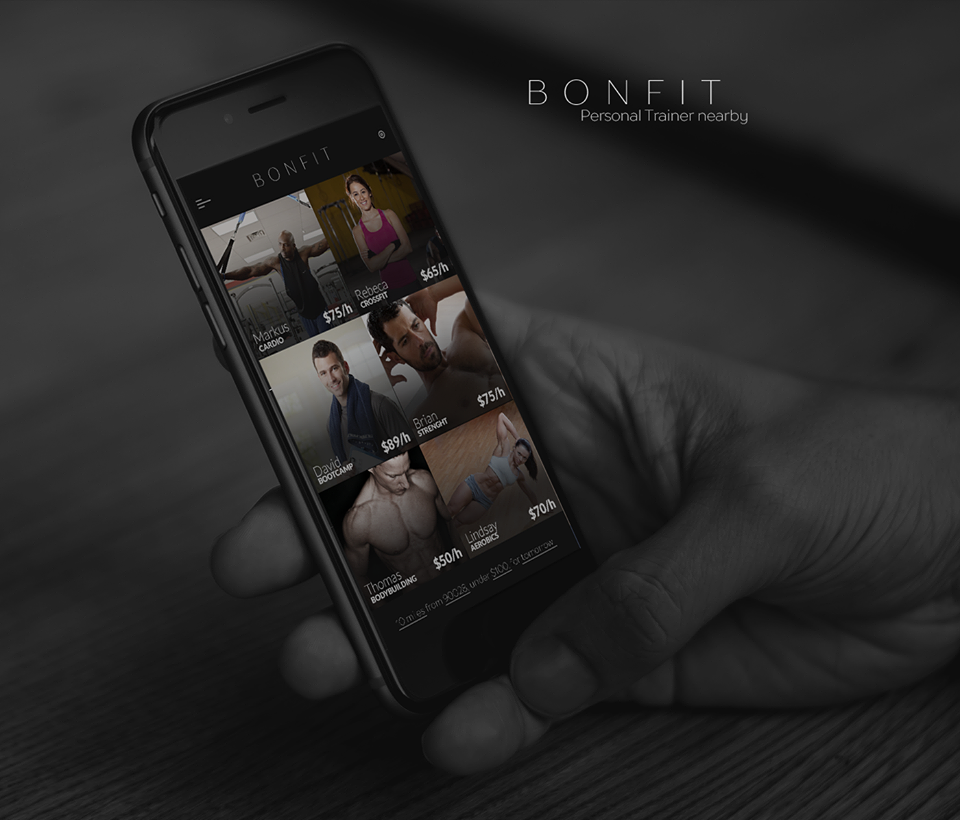 BONFIT
Personal Trainer nearby
BONFIT
Markus
CARDIO
$75/h
Rebeca
CROSSFIT
$65/h
David
BOOTCAMP
$89/h
Brian
STRENGHT
$75/h
Thomas
BODYBUILDING
$50/h
Lindsay
AEROBICS
$70/h
10 miles from 90028, under $100, for tomorrow